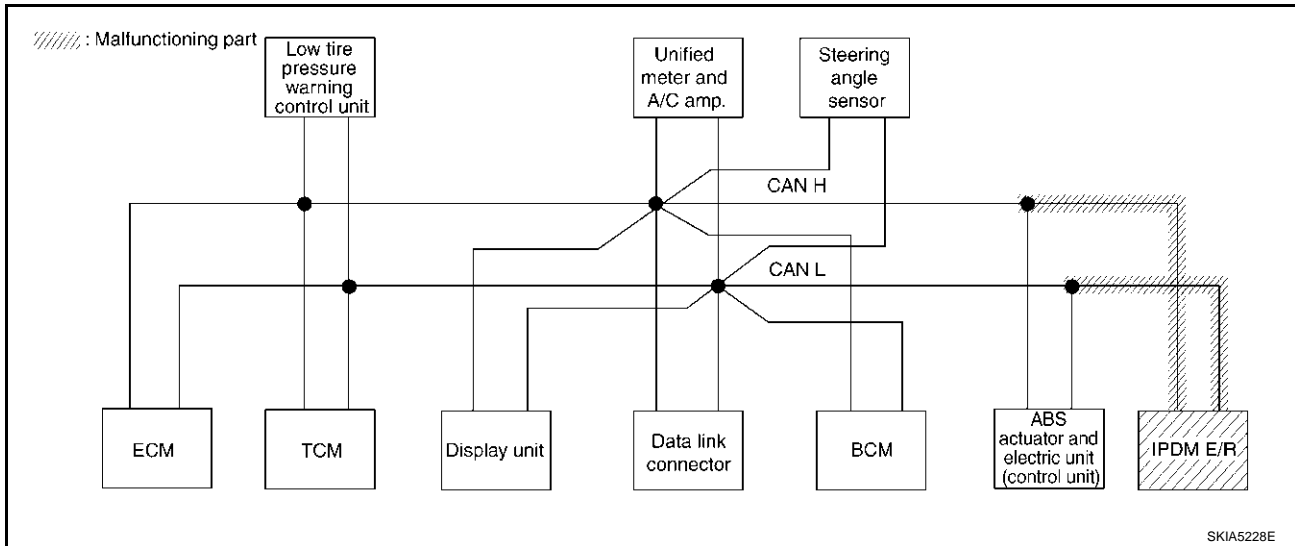 : Malfunctioning part
Low tire
pressure
warning
control unit
Unified
meter and
A/C amp.
Steering
angle
sensor
CAN H
CAN L
ECM
TCM
Display unit
Data link
connector
BCM
ABS
actuator and
electric unit
(control unit)
IPDM E/R
SKIA5228E